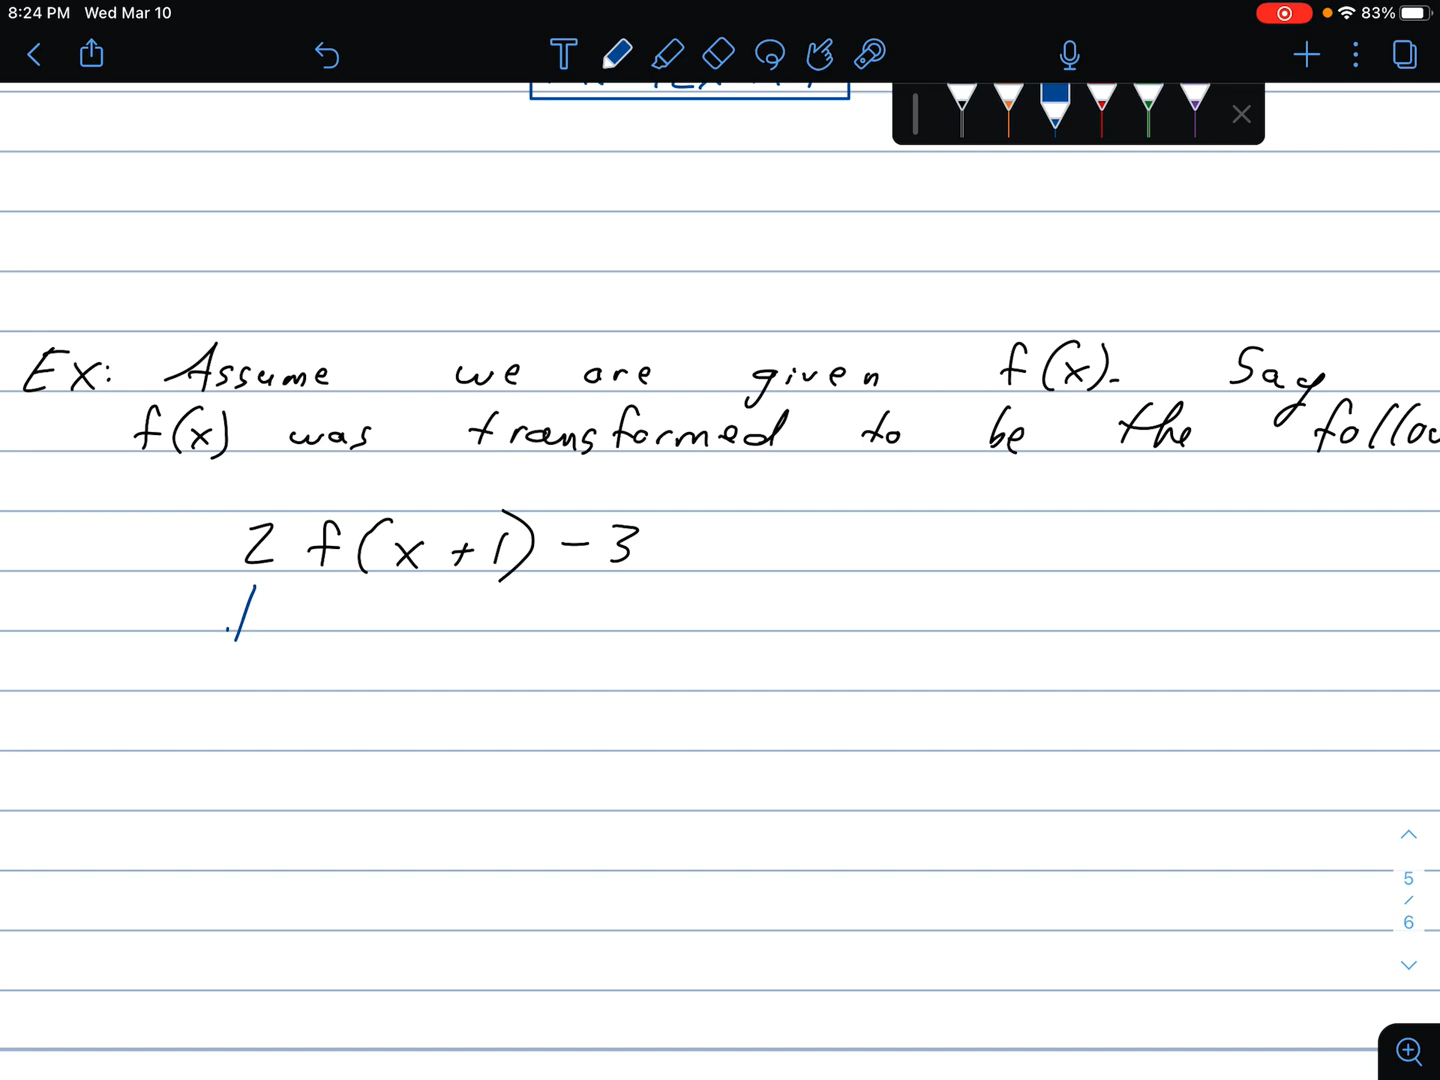 8:24 PM Wed Mar 10
83%
T
Ex: Assume we are given f(x). Say
f(x) was transformed to be the
2 f(x+1) - 3
5
/
6